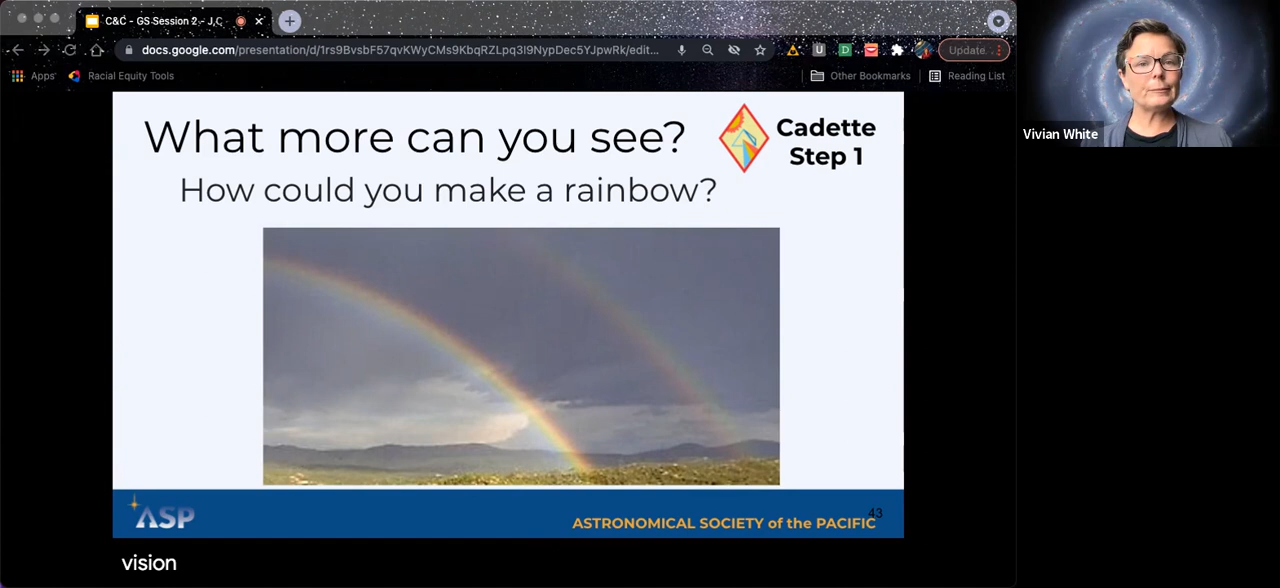 C&C - GS Session 2 - J,C
docs.google.com/presentation/d/1rs9BvsbF57qvKWyCMs9KbqRZLpq3l9NypDec5YJpwRk/edit...
Update
Apps
Racial Equity Tools
Other Bookmarks
Reading List
What more can you see?
Cadette
Step 1
How could you make a rainbow?
ASP
ASTRONOMICAL SOCIETY of the PACIFIC
43
vision
Vivian White